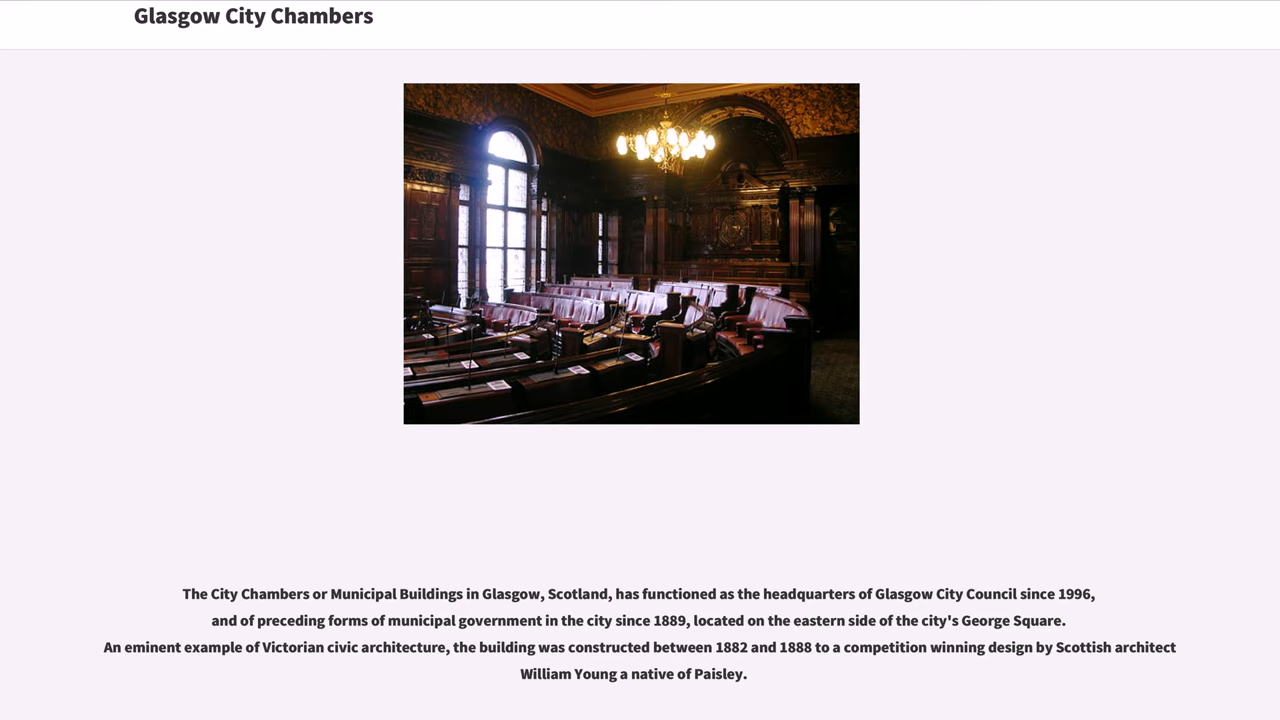 Glasgow City Chambers
The City Chambers or Municipal Buildings in Glasgow, Scotland, has functioned as the headquarters of Glasgow City Council since 1996,
and of preceding forms of municipal government in the city since 1889, located on the eastern side of the city's George Square.
An eminent example of Victorian civic architecture, the building was constructed between 1882 and 1888 to a competition winning design by Scottish architect
William Young a native of Paisley.